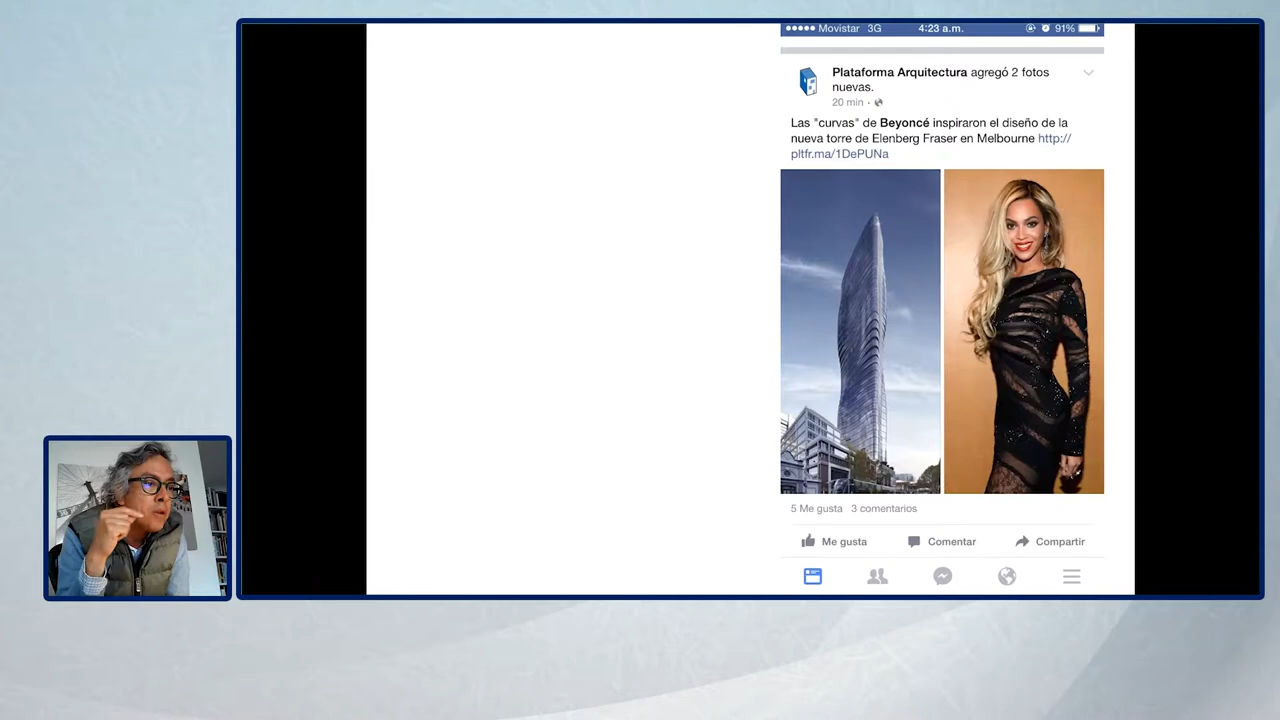 Movistar 3G 4:23 a.m. 91%
Plataforma Arquitectura agregó 2 fotos
nuevas.
20 min ·
Las "curvas" de Beyoncé inspiraron el diseño de la
nueva torre de Elenberg Fraser en Melbourne http://
pltfr.ma/1DePUNa
5 Me gusta 3 comentarios
Me gusta Comentar Compartir